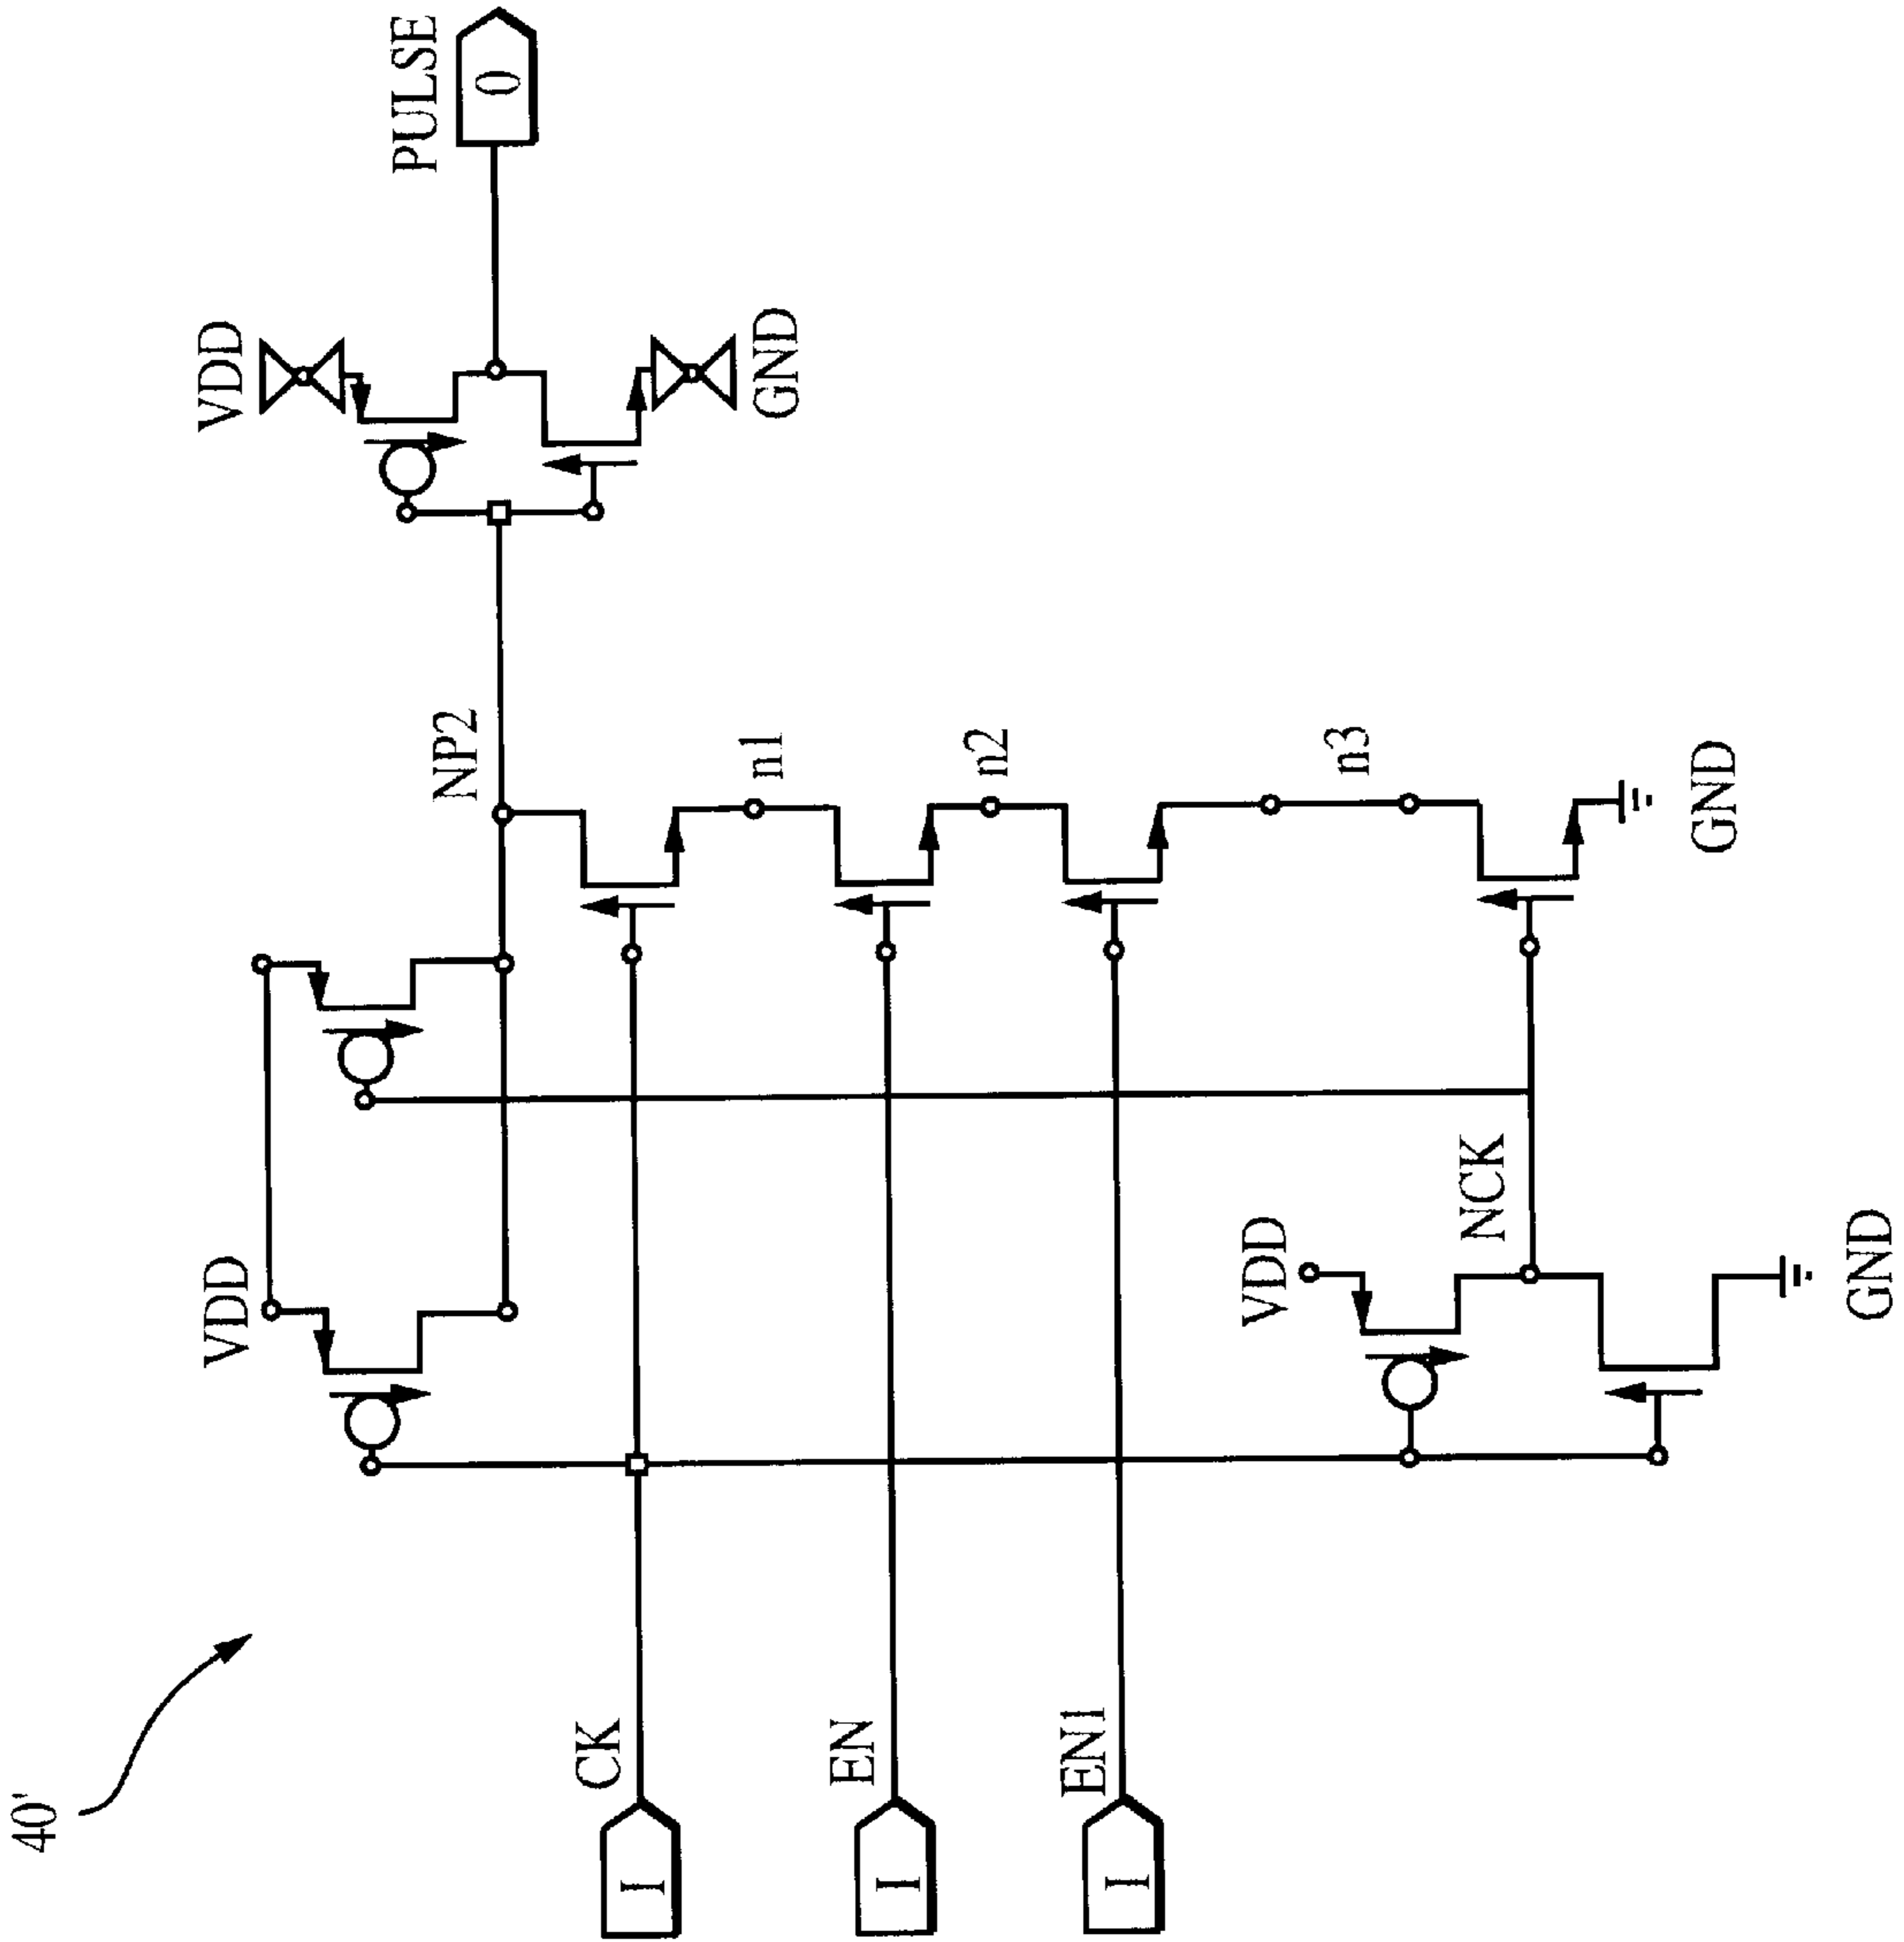 40'
CK
I
EN
I
EN1
I
VDD
VDD
NCK
GND
NP2
n1
n2
n3
GND
VDD
GND
PULSE
0